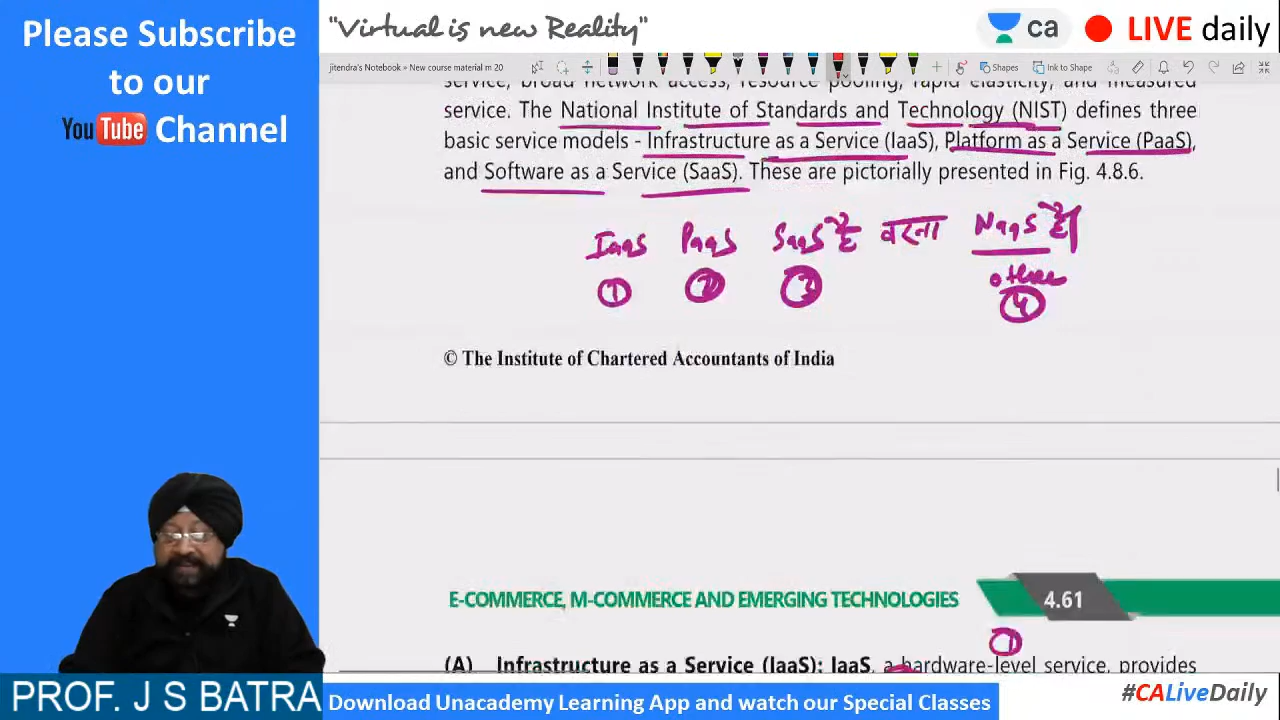 Please Subscribe
to our
YouTube Channel
"Virtual is new Reality"
ca LIVE daily
jitendra's Notebook » New course material m 20
Shapes Ink to Shape
service, broad network access, resource pooling, rapid elasticity, and measured
service. The National Institute of Standards and Technology (NIST) defines three
basic service models - Infrastructure as a Service (IaaS), Platform as a Service (PaaS),
and Software as a Service (SaaS). These are pictorially presented in Fig. 4.8.6.
IaaS PaaS SaaS है वरना NaaS है।
others
1 2 3 4
© The Institute of Chartered Accountants of India
E-COMMERCE, M-COMMERCE AND EMERGING TECHNOLOGIES 4.61
1
(A) Infrastructure as a Service (IaaS): IaaS, a hardware-level service, provides
PROF. J S BATRA
Download Unacademy Learning App and watch our Special Classes
#CALiveDaily